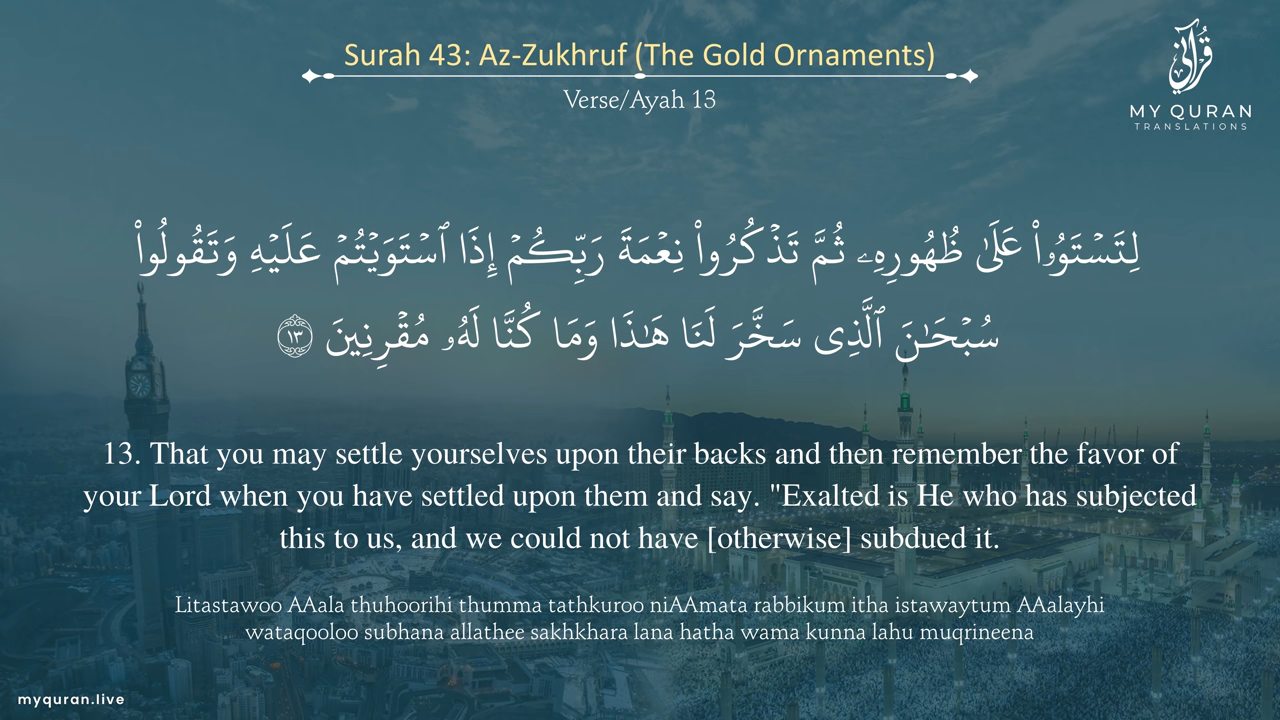 Surah 43: Az-Zukhruf (The Gold Ornaments)
Verse/Ayah 13
قرآني
MY QURAN
TRANSLATIONS
لِتَسْتَوُۥا۟ عَلَىٰ ظُهُورِهِۦ ثُمَّ تَذْكُرُوا۟ نِعْمَةَ رَبِّكُمْ إِذَا ٱسْتَوَيْتُمْ عَلَيْهِ وَتَقُولُوا۟
سُبْحَـٰنَ ٱلَّذِى سَخَّرَ لَنَا هَـٰذَا وَمَا كُنَّا لَهُۥ مُقْرِنِينَ ١٣
13. That you may settle yourselves upon their backs and then remember the favor of
your Lord when you have settled upon them and say. "Exalted is He who has subjected
this to us, and we could not have [otherwise] subdued it.
Litastawoo AAala thuhoorihi thumma tathkuroo niAAmata rabbikum itha istawaytum AAalayhi
wataqooloo subhana allathee sakhkhara lana hatha wama kunna lahu muqrineena
myquran.live